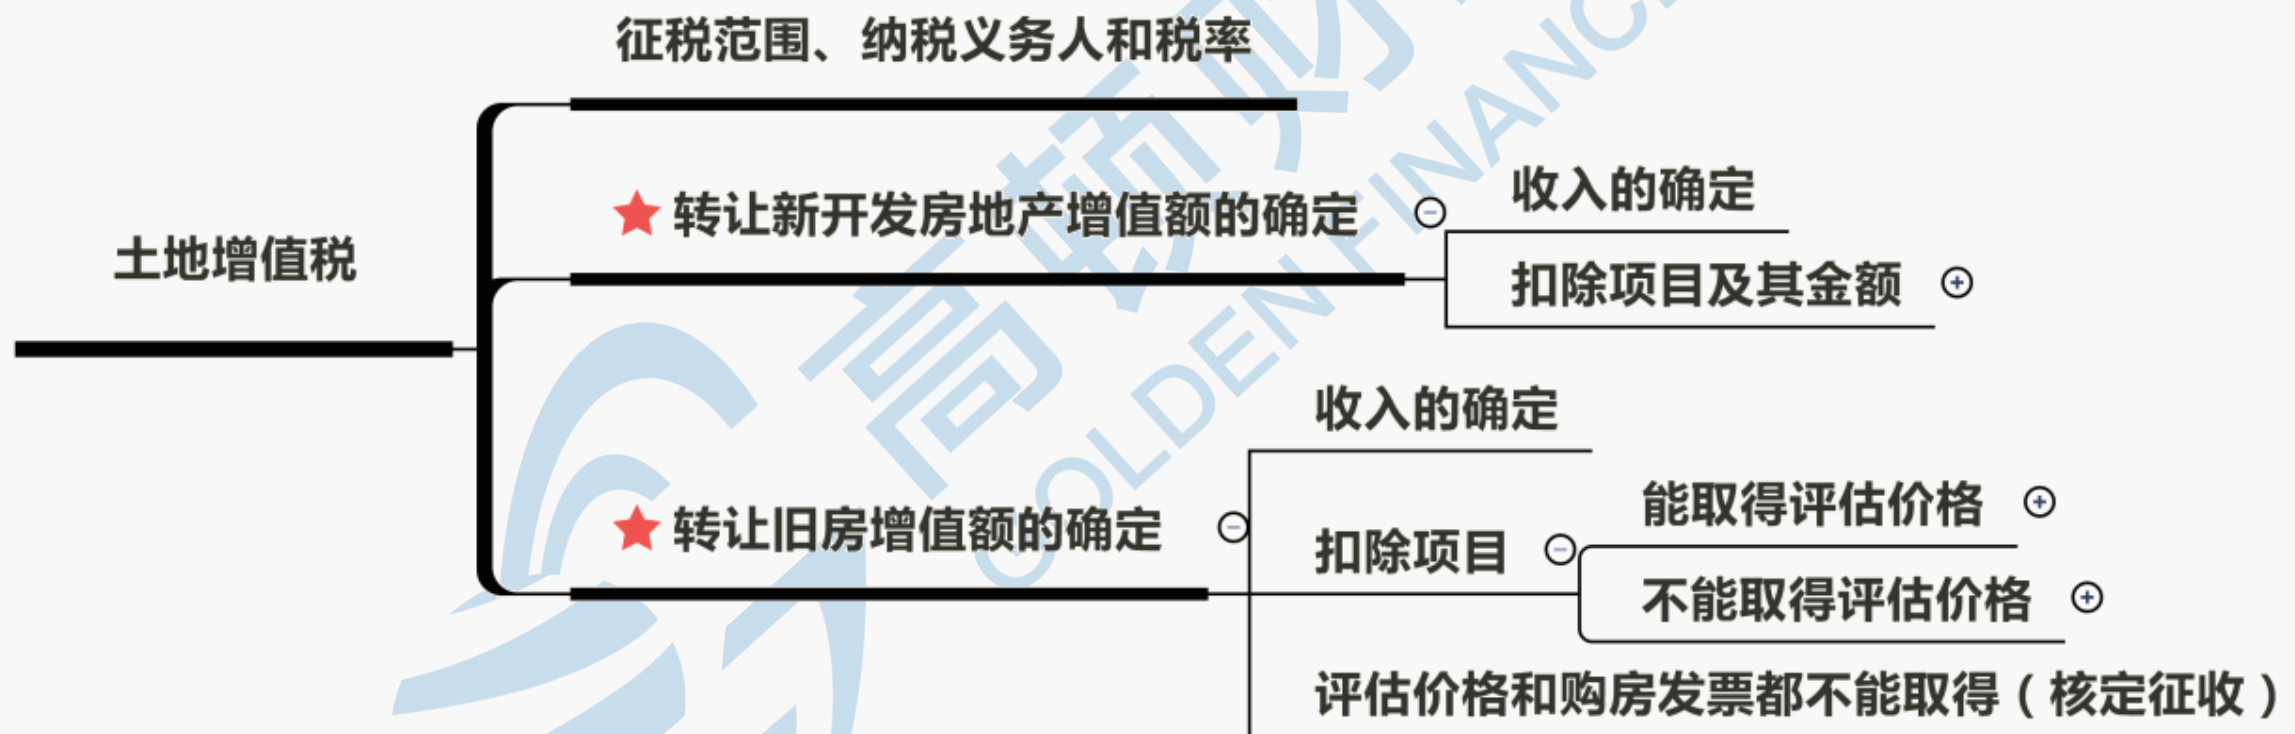 征税范围、纳税义务人和税率
土地增值税
转让新开发房地产增值额的确定
收入的确定
扣除项目及其金额
转让旧房增值额的确定
收入的确定
扣除项目
能取得评估价格
不能取得评估价格
评估价格和购房发票都不能取得（核定征收）
高顿财
GOLDEN FINANC